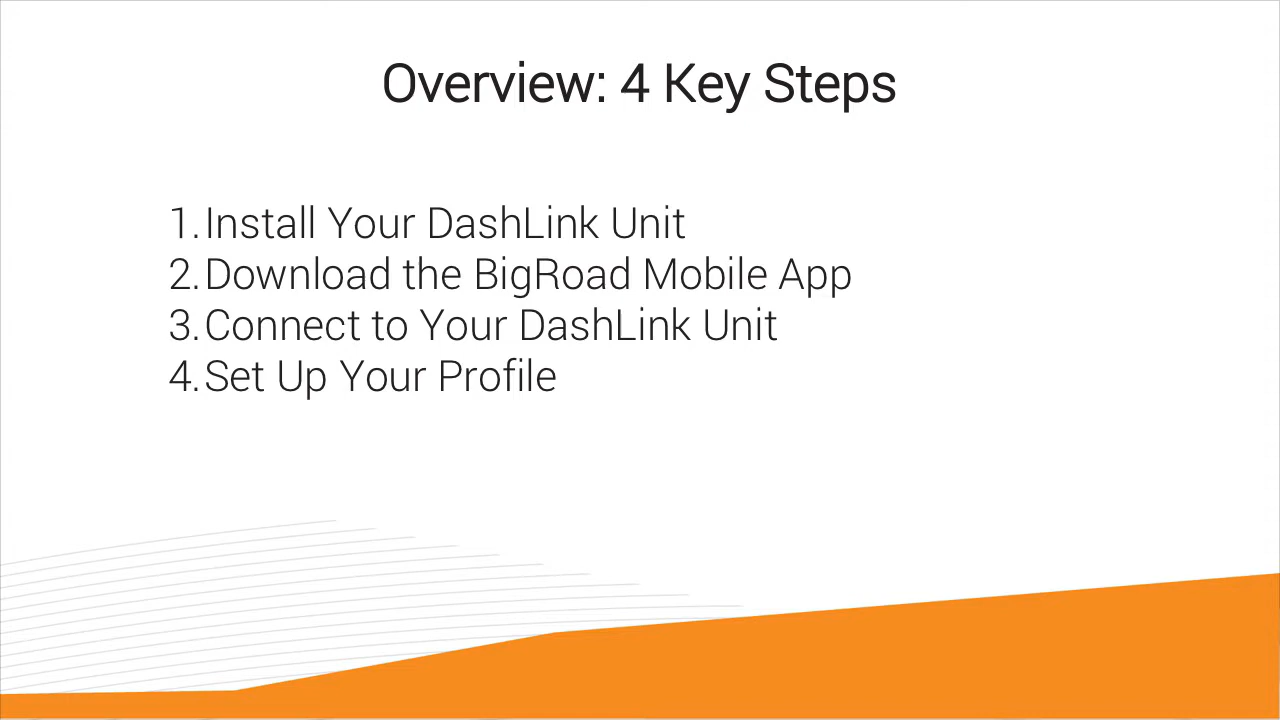 Overview: 4 Key Steps
1. Install Your DashLink Unit
2. Download the BigRoad Mobile App
3. Connect to Your DashLink Unit
4. Set Up Your Profile